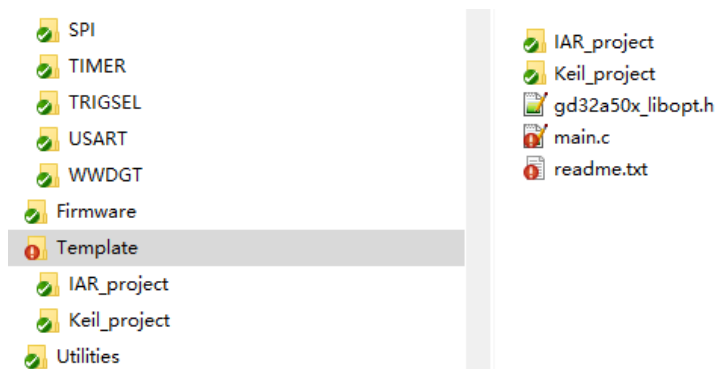 SPI
TIMER
TRIGSEL
USART
WWDGT
Firmware
Template
IAR_project
Keil_project
Utilities
IAR_project
Keil_project
gd32a50x_libopt.h
main.c
readme.txt